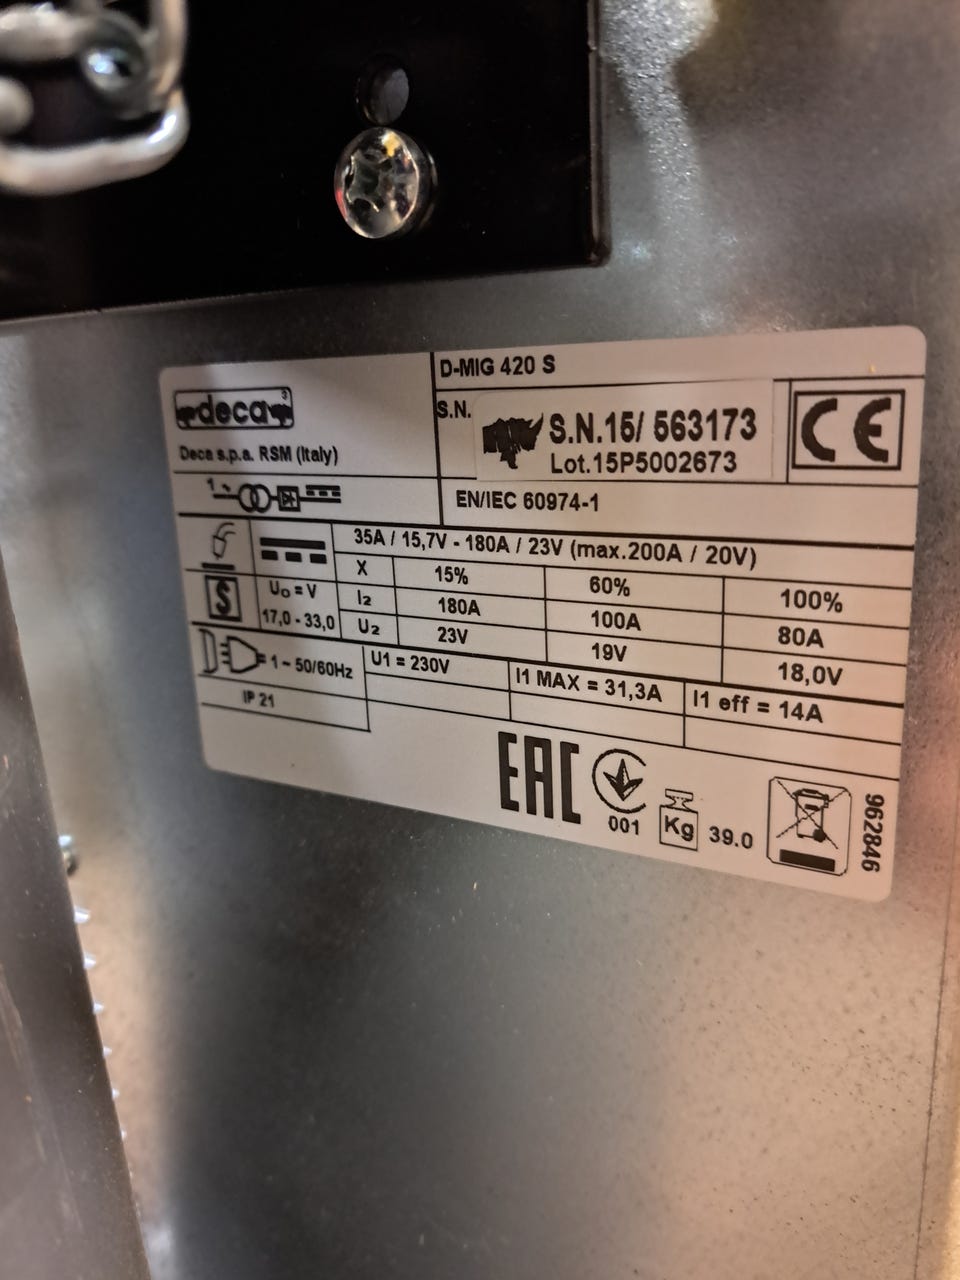 D-MIG 420 S
deca
Deca s.p.a. RSM (Italy)
S.N.
S.N.15/ 563173
Lot.15P5002673
CE
1~
EN/IEC 60974-1
35A / 15,7V - 180A / 23V (max.200A / 20V)
X 15% 60% 100%
S
U₀ = V
17,0 - 33,0
I₂ 180A 100A 80A
U₂ 23V 19V 18,0V
1 ~ 50/60Hz
U1 = 230V
I1 MAX = 31,3A
I1 eff = 14A
IP 21
EAC
001
Kg
39.0
962846